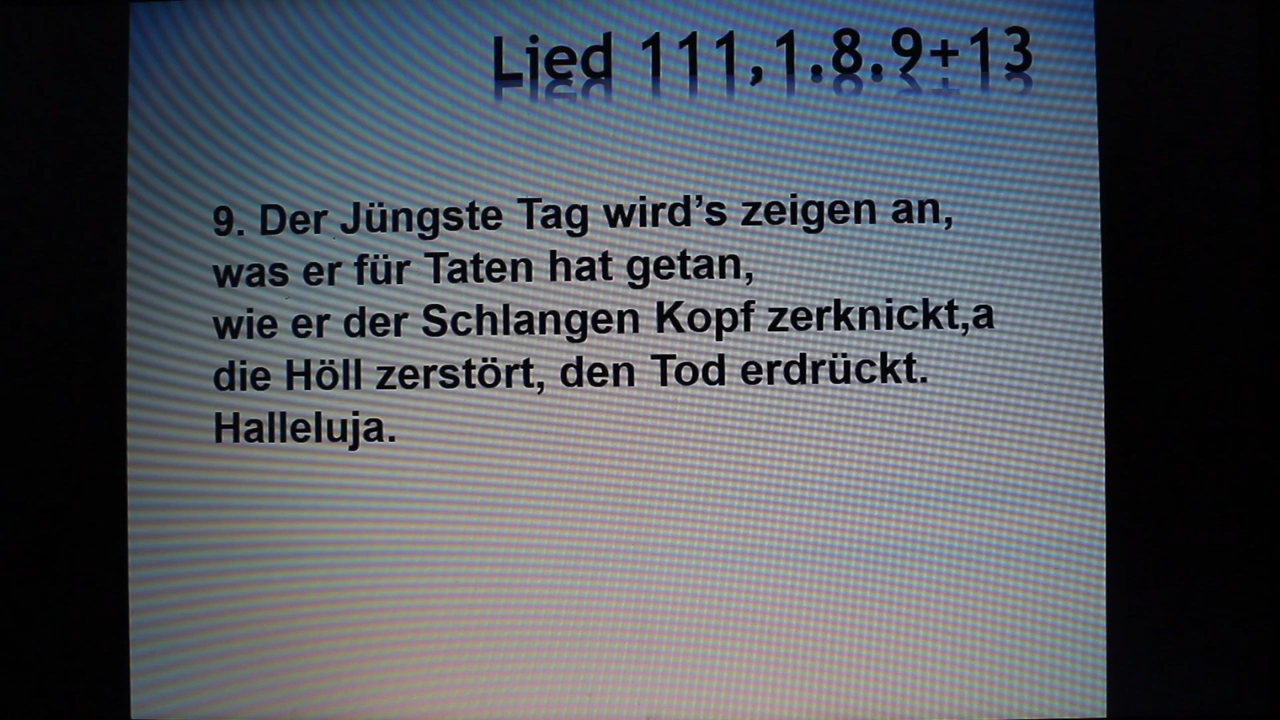 Lied 111,1.8.9+13
9. Der Jüngste Tag wird's zeigen an,
was er für Taten hat getan,
wie er der Schlangen Kopf zerknickt,a
die Höll zerstört, den Tod erdrückt.
Halleluja.